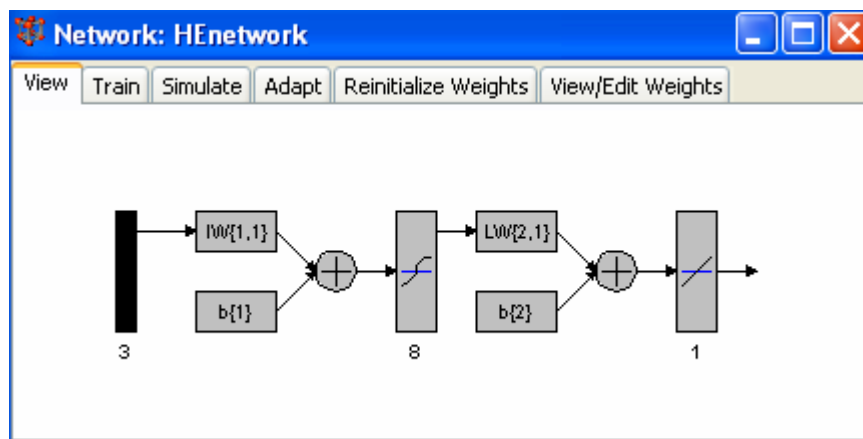 Network: HEnetwork
View Train Simulate Adapt Reinitialize Weights View/Edit Weights
IW{1,1} LW{2,1}
b{1} b{2}
3 8 1